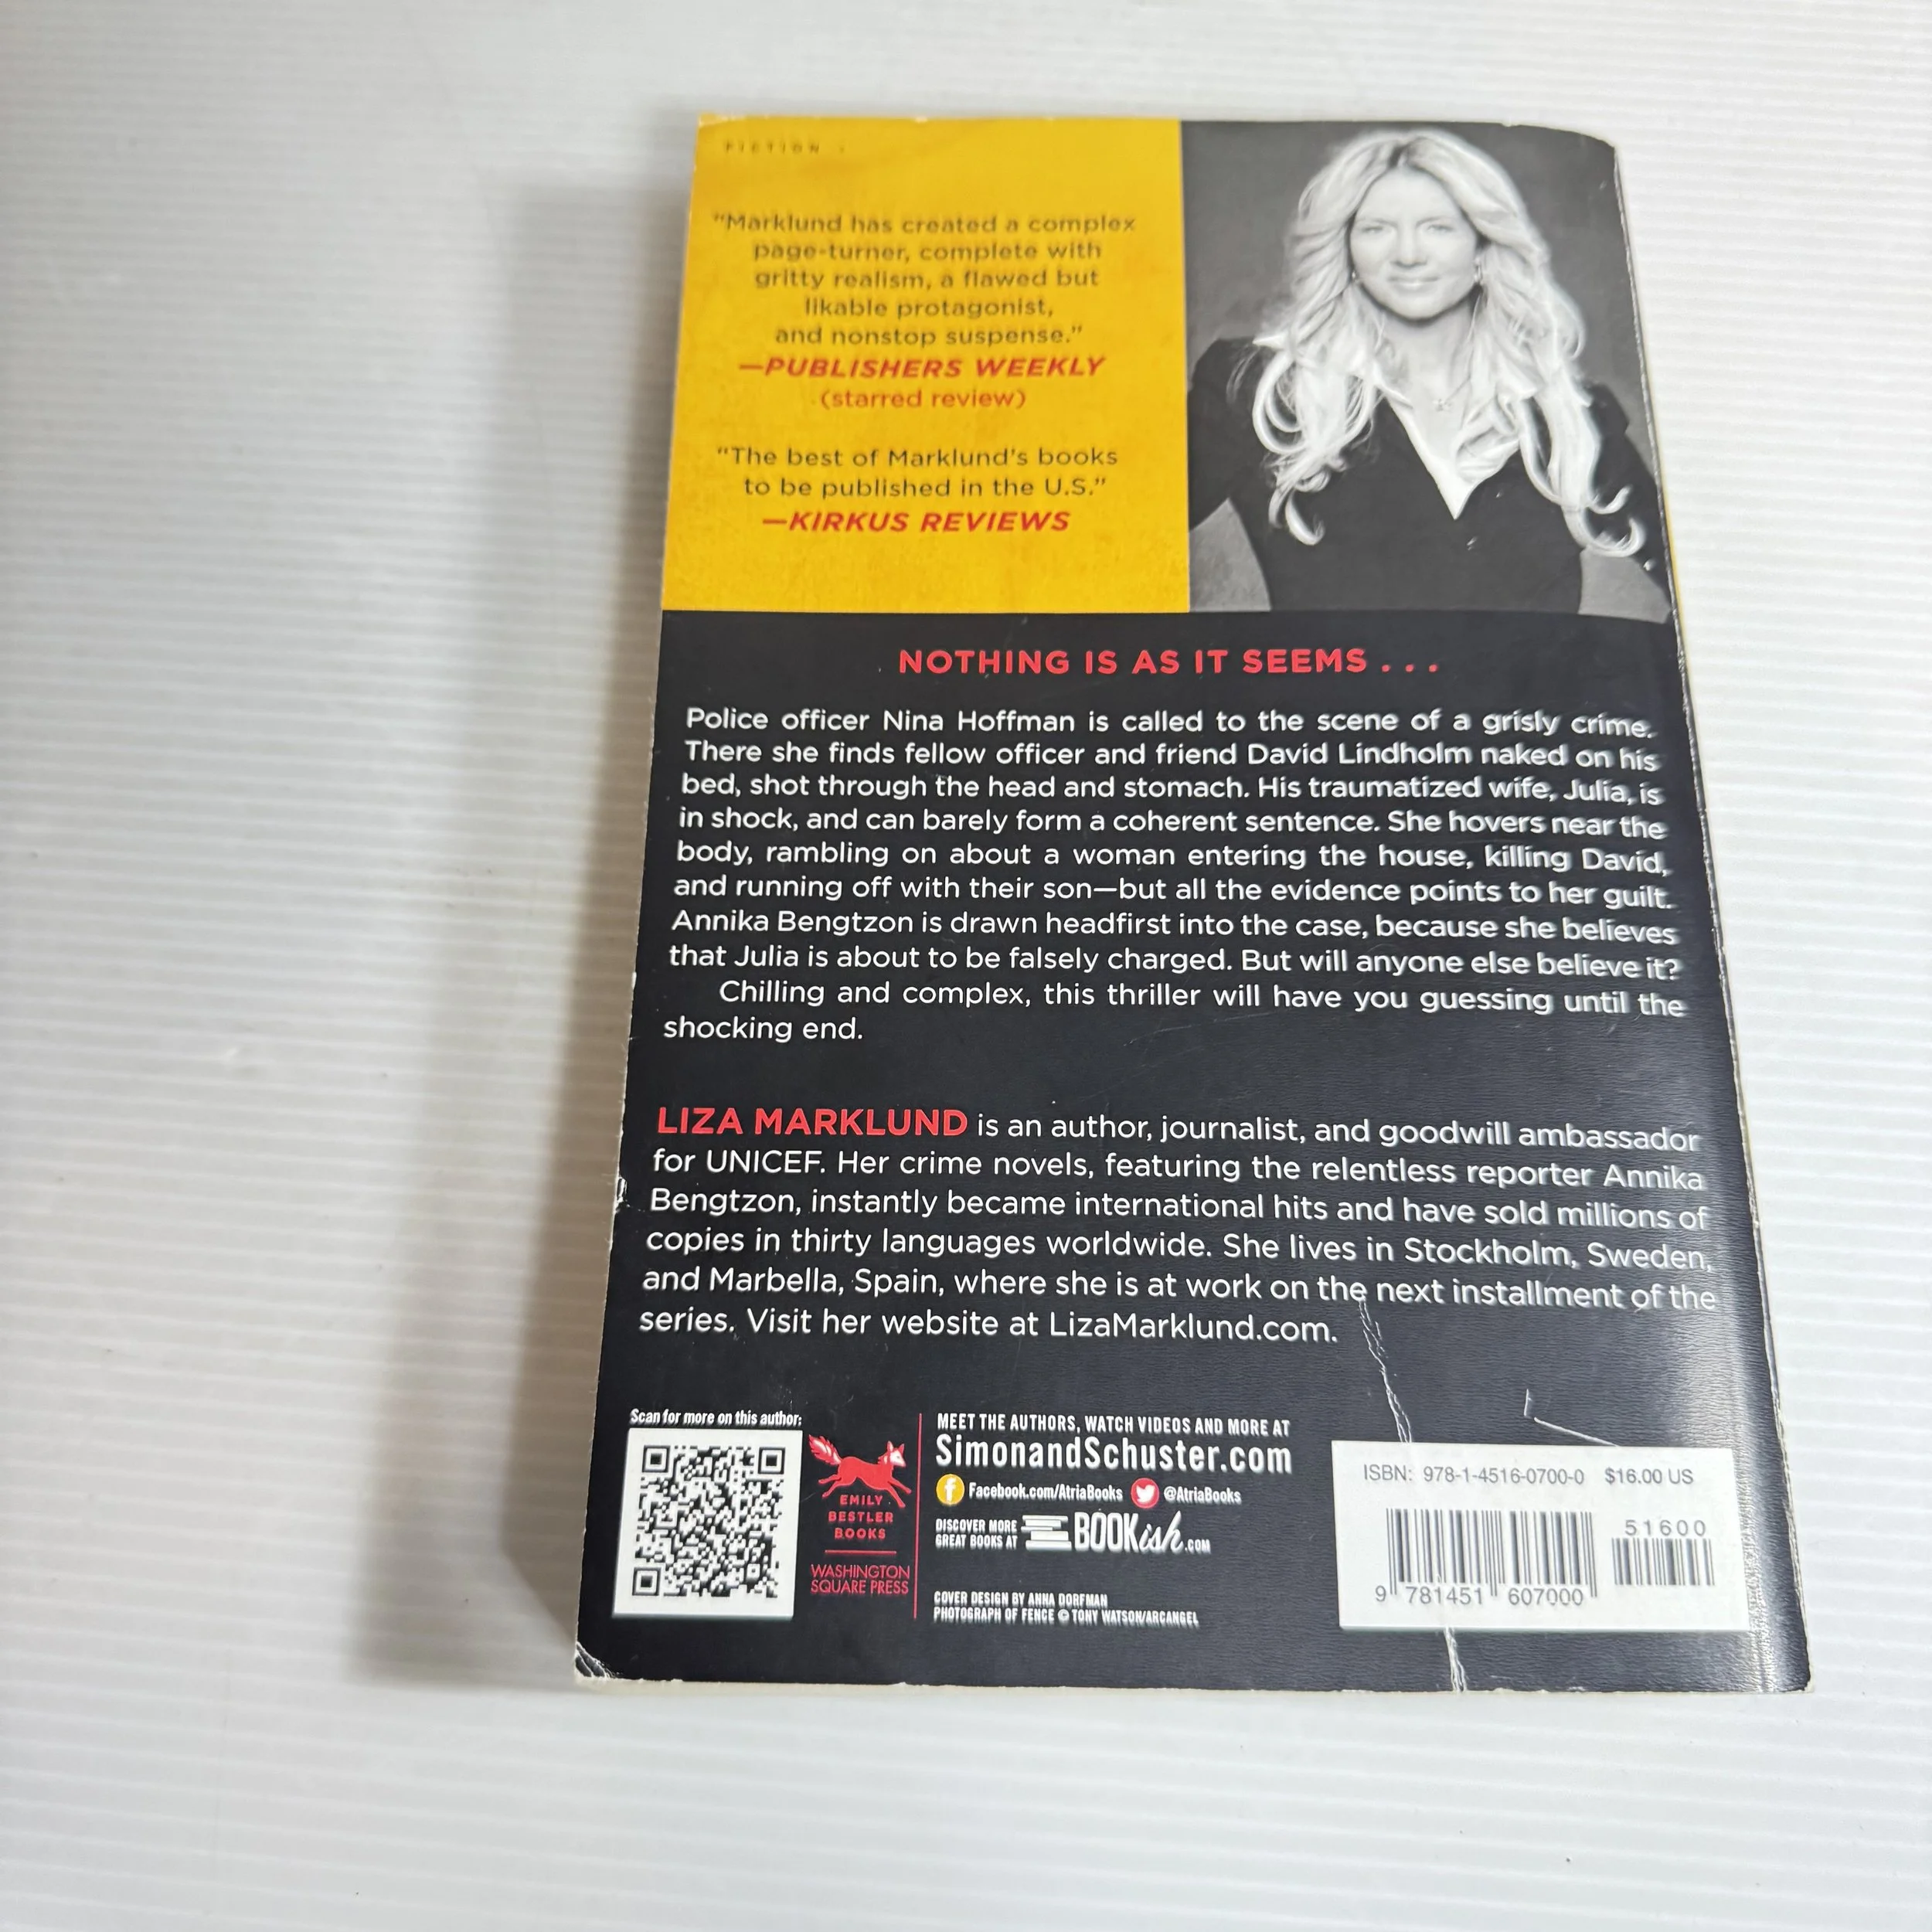 FICTION
"Marklund has created a complex
page-turner, complete with
gritty realism, a flawed but
likable protagonist,
and nonstop suspense."
—PUBLISHERS WEEKLY
(starred review)
"The best of Marklund's books
to be published in the U.S."
—KIRKUS REVIEWS
NOTHING IS AS IT SEEMS . . .
Police officer Nina Hoffman is called to the scene of a grisly crime.
There she finds fellow officer and friend David Lindholm naked on his
bed, shot through the head and stomach. His traumatized wife, Julia, is
in shock, and can barely form a coherent sentence. She hovers near the
body, rambling on about a woman entering the house, killing David,
and running off with their son—but all the evidence points to her guilt.
Annika Bengtzon is drawn headfirst into the case, because she believes
that Julia is about to be falsely charged. But will anyone else believe it?
Chilling and complex, this thriller will have you guessing until the
shocking end.
LIZA MARKLUND is an author, journalist, and goodwill ambassador
for UNICEF. Her crime novels, featuring the relentless reporter Annika
Bengtzon, instantly became international hits and have sold millions of
copies in thirty languages worldwide. She lives in Stockholm, Sweden,
and Marbella, Spain, where she is at work on the next installment of the
series. Visit her website at LizaMarklund.com.
Scan for more on this author:
EMILY
BESTLER
BOOKS
WASHINGTON
SQUARE PRESS
MEET THE AUTHORS, WATCH VIDEOS AND MORE AT
SimonandSchuster.com
f Facebook.com/AtriaBooks @AtriaBooks
DISCOVER MORE
GREAT BOOKS AT
BOOKish.COM
COVER DESIGN BY ANNA DORFMAN
PHOTOGRAPH OF FENCE © TONY WATSON/ARCANGEL
ISBN: 978-1-4516-0700-0 $16.00 US
51600
9 781451 607000